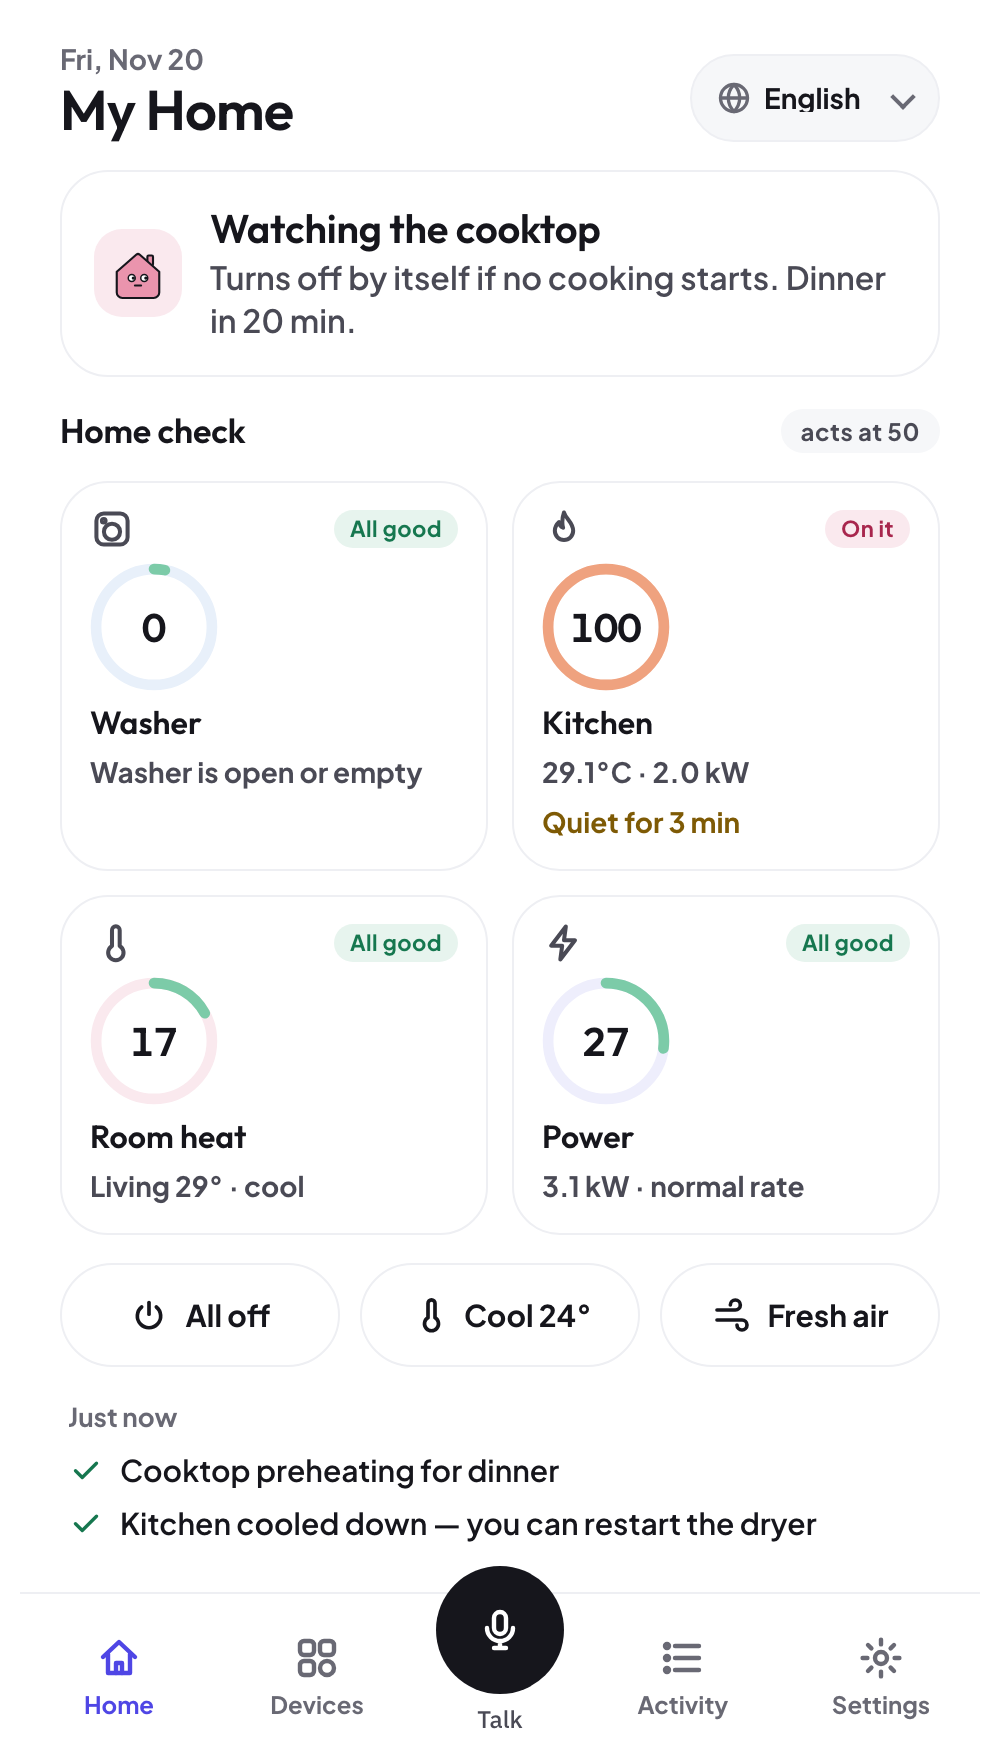 Fri, Nov 20
My Home
English
Watching the cooktop
Turns off by itself if no cooking starts. Dinner
in 20 min.
Home check
acts at 50
All good
0
Washer
Washer is open or empty
On it
100
Kitchen
29.1°C · 2.0 kW
Quiet for 3 min
All good
17
Room heat
Living 29° · cool
All good
27
Power
3.1 kW · normal rate
All off
Cool 24°
Fresh air
Just now
Cooktop preheating for dinner
Kitchen cooled down — you can restart the dryer
Home
Devices
Talk
Activity
Settings